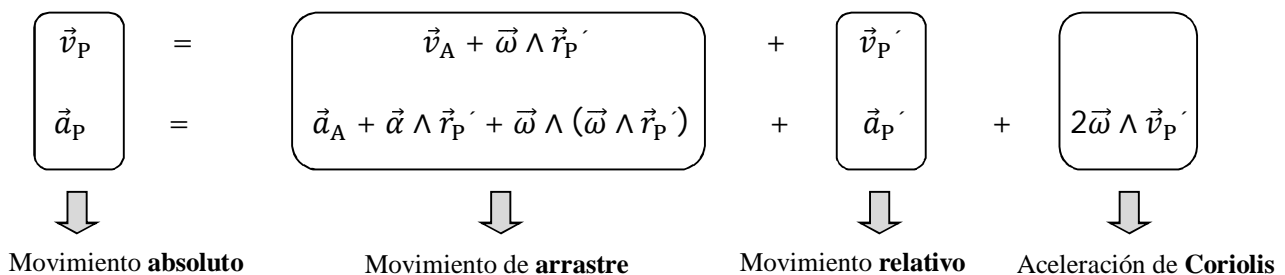 v⃗P = v⃗A + ω⃗ ∧ r⃗P´ + v⃗P´
a⃗P = a⃗A + α⃗ ∧ r⃗P´ + ω⃗ ∧ (ω⃗ ∧ r⃗P´) + a⃗P´ + 2ω⃗ ∧ v⃗P´
Movimiento absoluto Movimiento de arrastre Movimiento relativo Aceleración de Coriolis